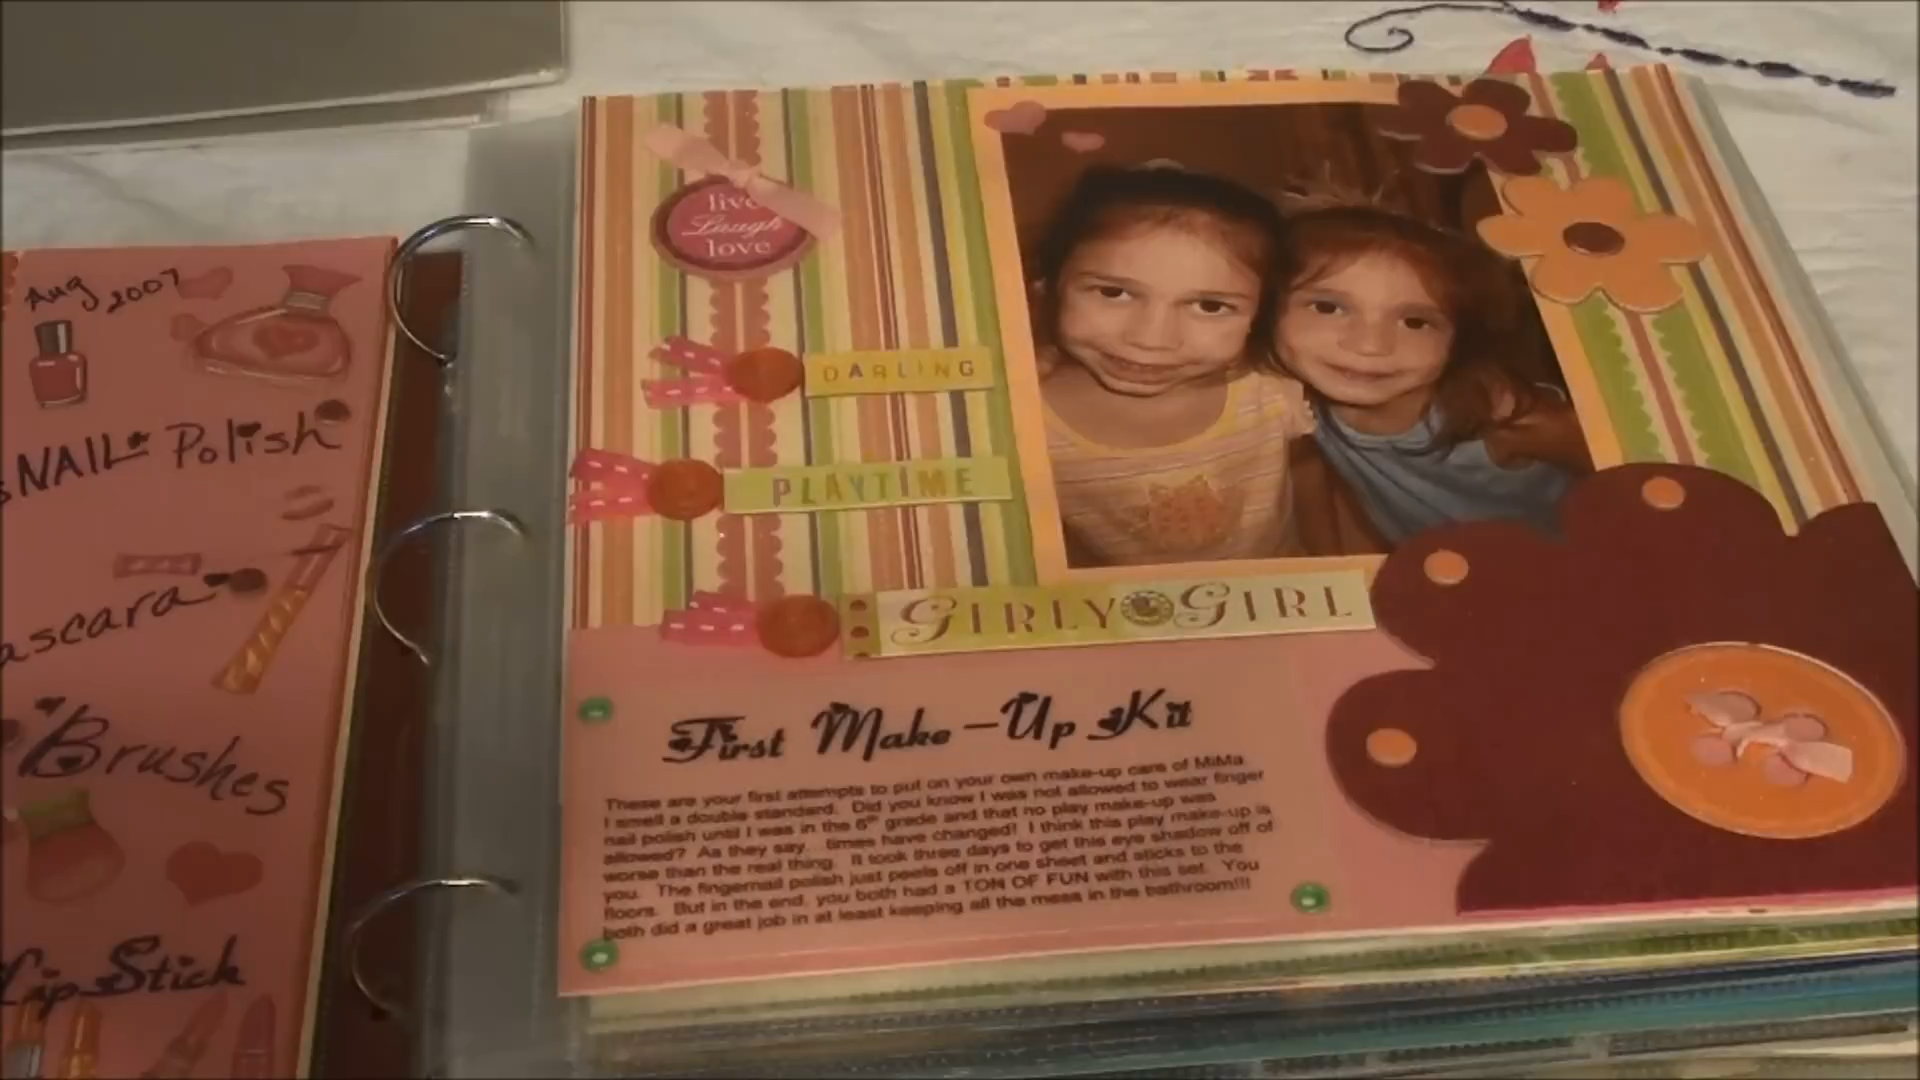 Aug 2007
NAIL Polish
ascara
Brushes
Lip Stick
live
Laugh
love
DARLING
PLAYTIME
GIRLY GIRL
First Make-Up Kit
These are your first attempts to put on your own make-up care of MiMa.
I smell a double standard. Did you know I was not allowed to wear finger
nail polish until I was in the 6th grade and that no play make-up was
allowed? As they say... times have changed! I think this play make-up is
worse than the real thing. It took three days to get this eye shadow off of
you. The fingernail polish just peels off in one sheet and sticks to the
floors. But in the end, you both had a TON OF FUN with this set. You
both did a great job in at least keeping all the mess in the bathroom!!!